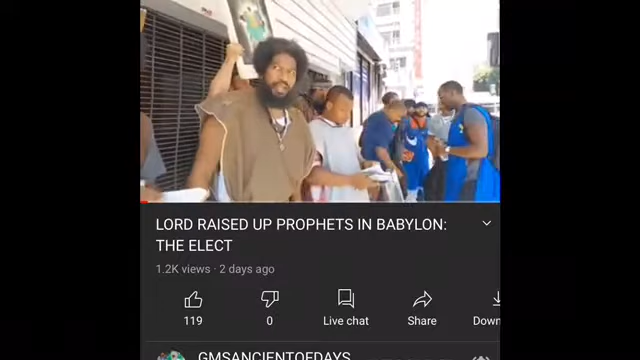 LORD RAISED UP PROPHETS IN BABYLON:
THE ELECT
1.2K views · 2 days ago
119
0
Live chat
Share
Down
GMSANCIENTOFDAYS